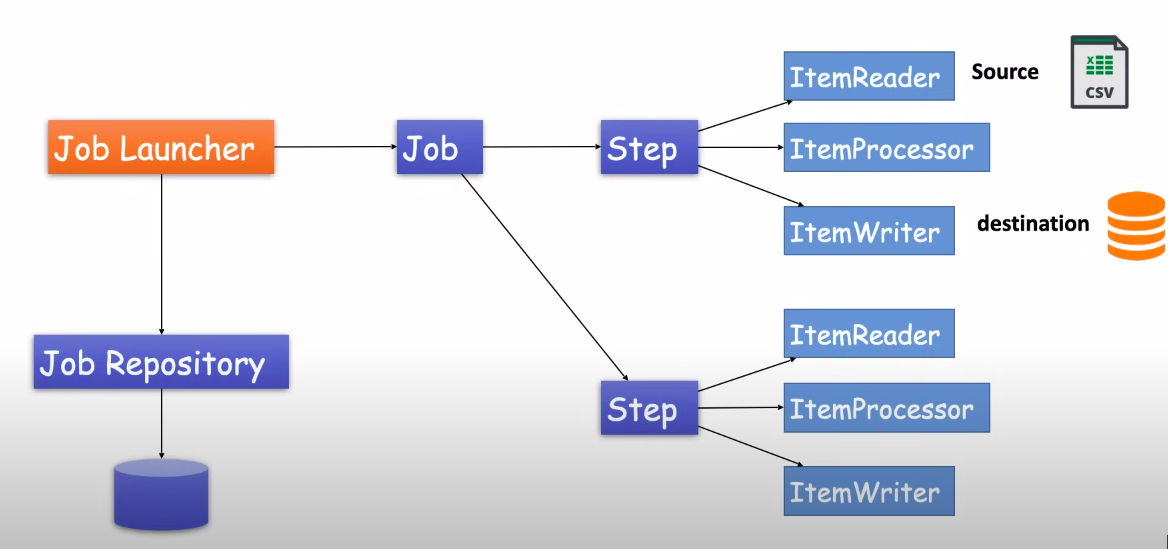 ItemReader
Source
X
CSV
Job Launcher
Job
Step
ItemProcessor
ItemWriter
destination
ItemReader
Job Repository
Step
ItemProcessor
ItemWriter